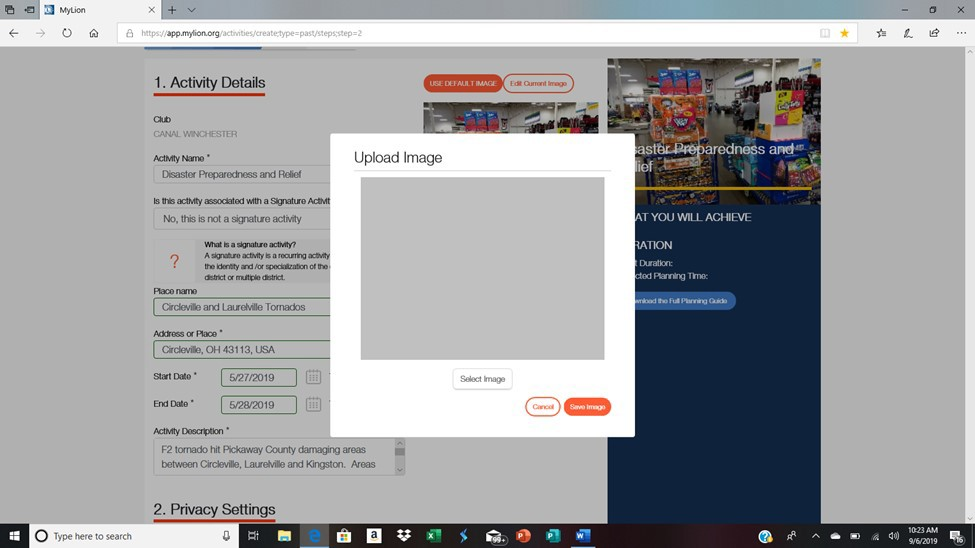 MyLion
https://app.mylion.org/activities/create;type=past/steps;step=2
1. Activity Details
USE DEFAULT IMAGE
Edit Current Image
Club
CANAL WINCHESTER
Activity Name *
Disaster Preparedness and Relief
Is this activity associated with a Signature Activit
No, this is not a signature activity
?
What is a signature activity?
A signature activity is a recurring activity
the identity and /or specialization of the
district or multiple district.
Place name
Circleville and Laurelville Tornados
Address or Place *
Circleville, OH 43113, USA
Start Date *
5/27/2019
End Date *
5/28/2019
Activity Description *
F2 tornado hit Pickaway County damaging areas
between Circleville, Laurelville and Kingston. Areas
2. Privacy Settings
Upload Image
Select Image
Cancel
Save Image
saster Preparedness and
lief
AT YOU WILL ACHIEVE
RATION
t Duration:
cted Planning Time:
wnload the Full Planning Guide
Type here to search
99+
10:23 AM
9/6/2019
16